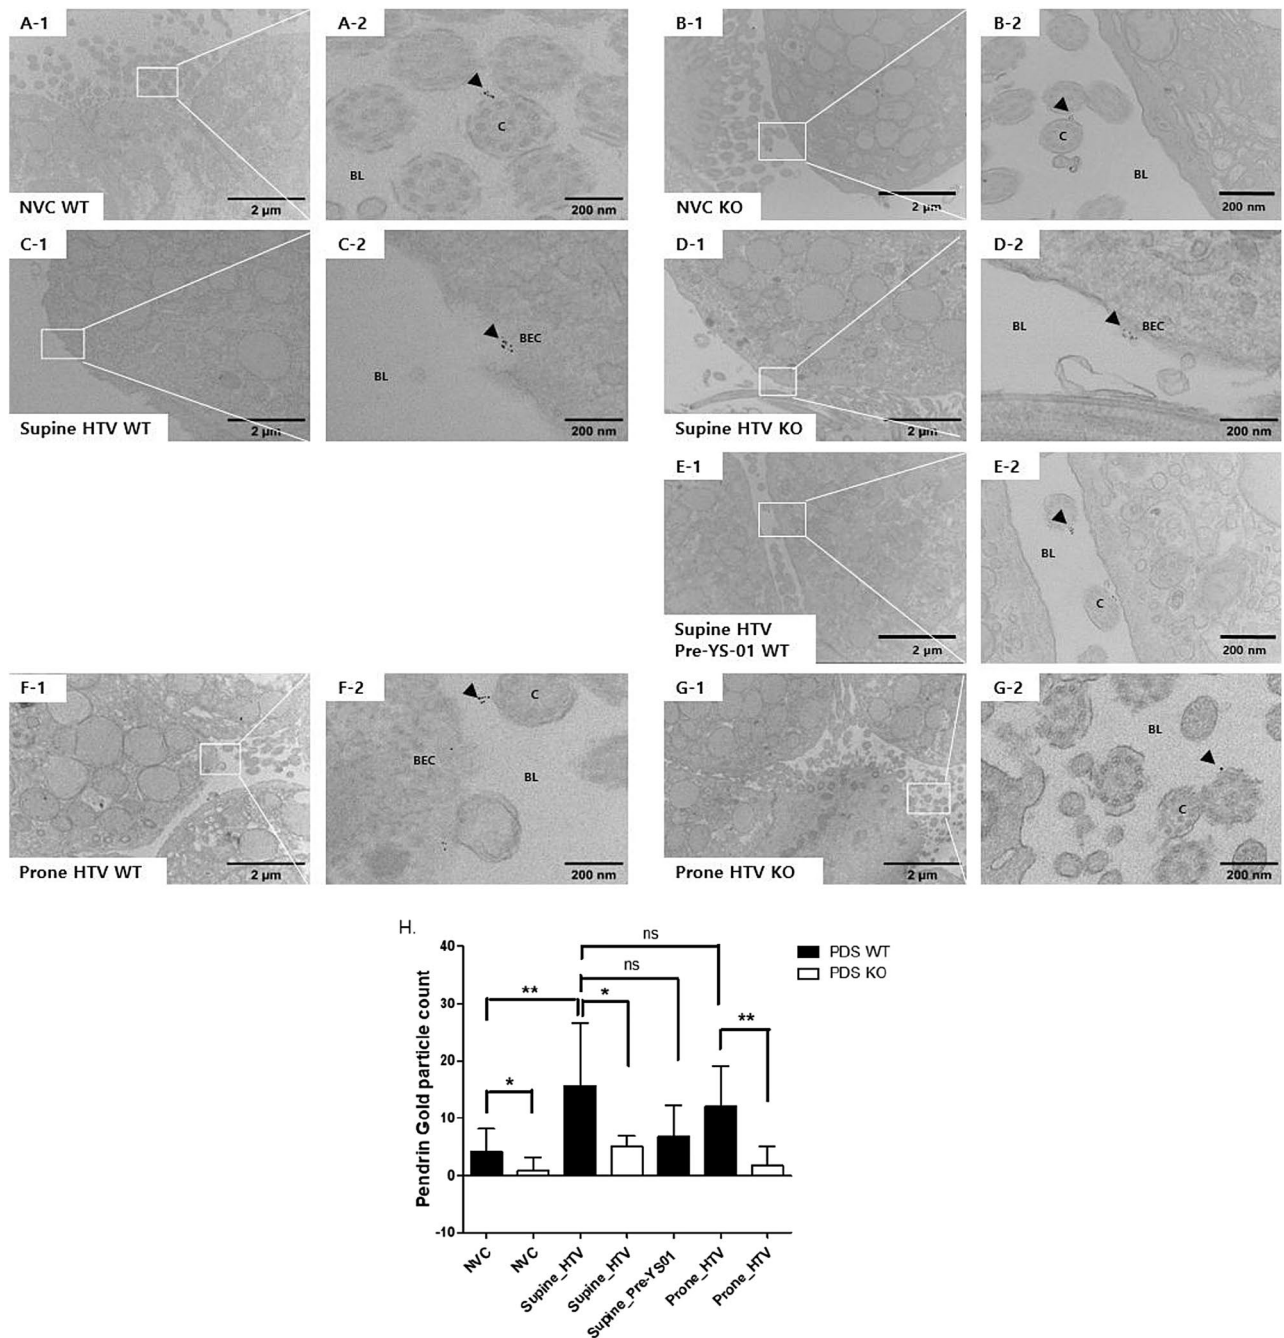 A-1
A-2
B-1
B-2
C
C
BL
BL
NVC WT
2 µm
200 nm
NVC KO
2 µm
200 nm
C-1
C-2
D-1
D-2
BEC
BL
BL
BEC
Supine HTV WT
2 µm
200 nm
Supine HTV KO
2 µm
200 nm
E-1
E-2
BL
C
Supine HTV
Pre-YS-01 WT
2 µm
200 nm
F-1
F-2
G-1
G-2
C
BEC
BL
BL
C
Prone HTV WT
2 µm
200 nm
Prone HTV KO
2 µm
200 nm
H.
Pendrin Gold particle count
40
30
20
10
0
-10
ns
ns
**
*
*
**
PDS WT
PDS KO
NVC
NVC
Supine_HTV
Supine_HTV
Supine_Pre-YS01
Prone_HTV
Prone_HTV